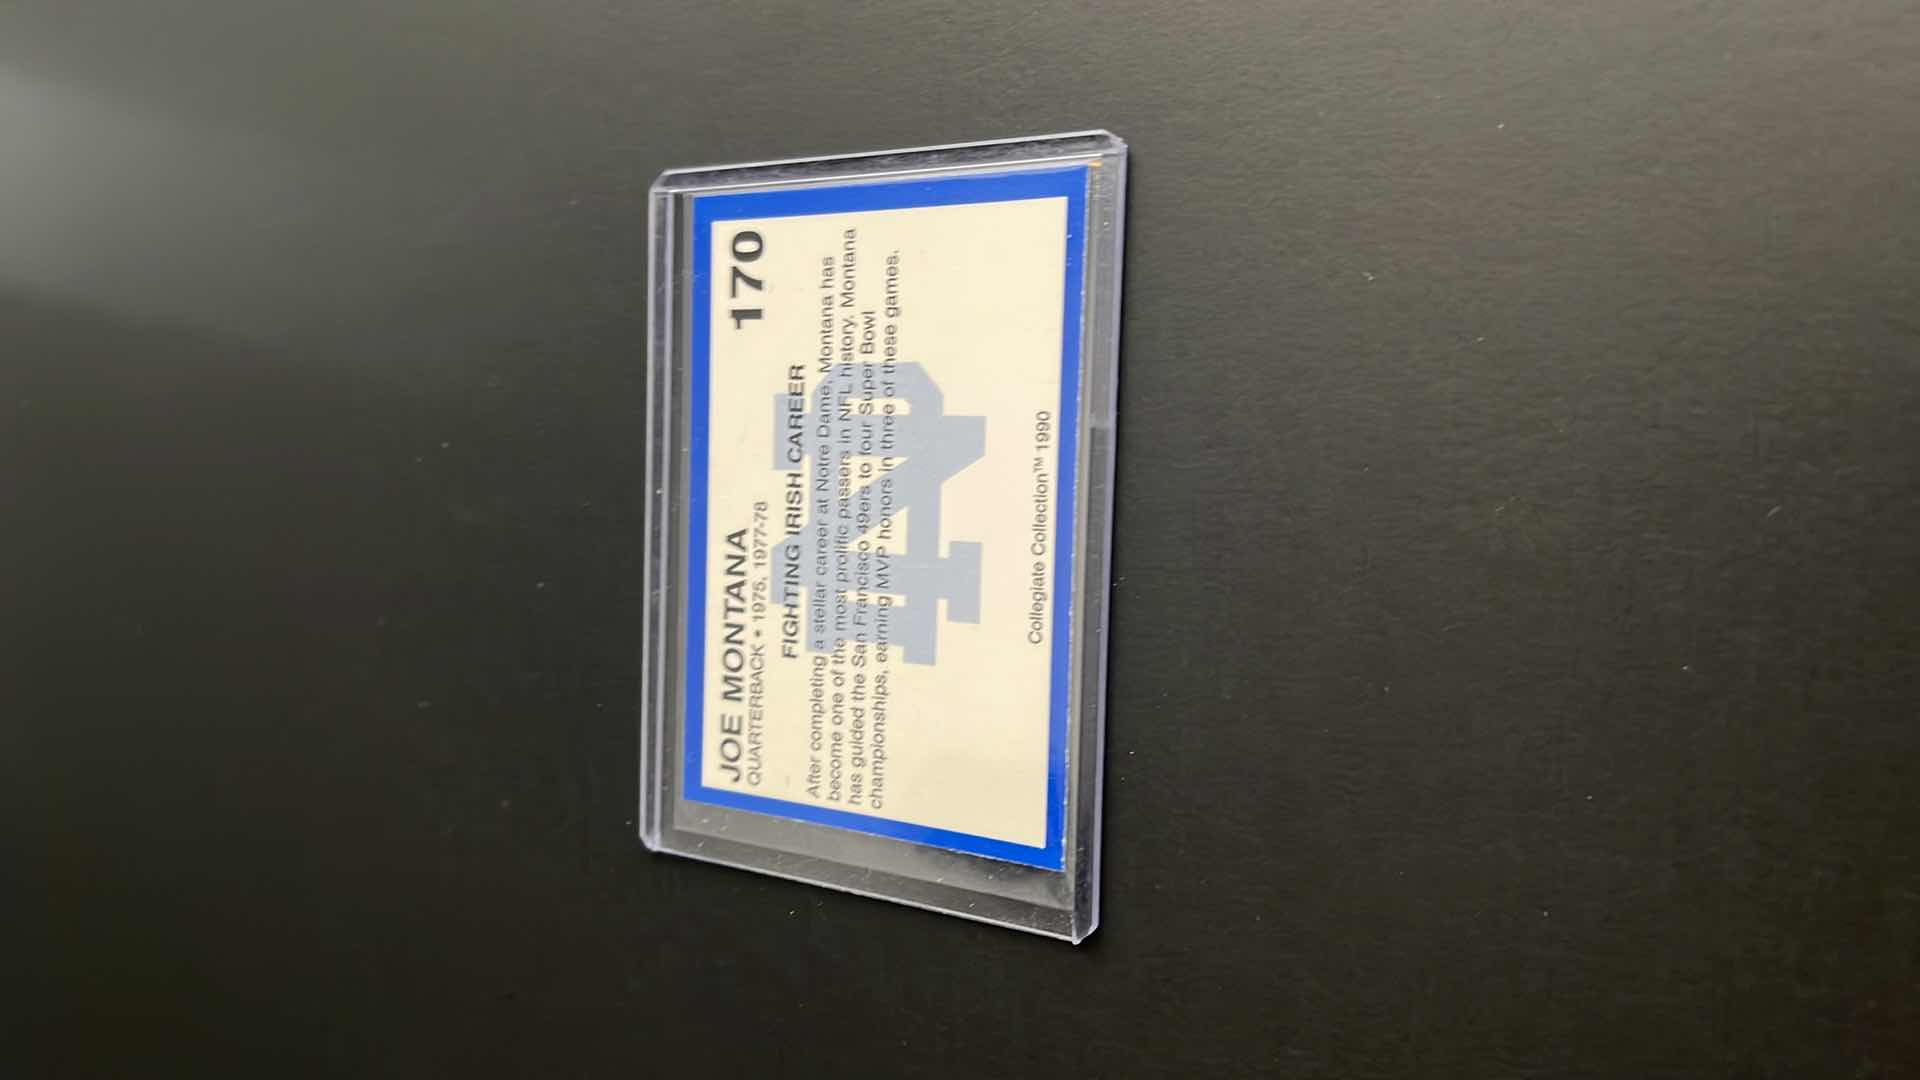 JOE MONTANA
170
QUARTERBACK • 1975, 1977-78
FIGHTING IRISH CAREER
After completing a stellar career at Notre Dame, Montana has
become one of the most prolific passers in NFL history. Montana
has guided the San Francisco 49ers to four Super Bowl
championships, earning MVP honors in three of these games.
ND
Collegiate Collection™ 1990